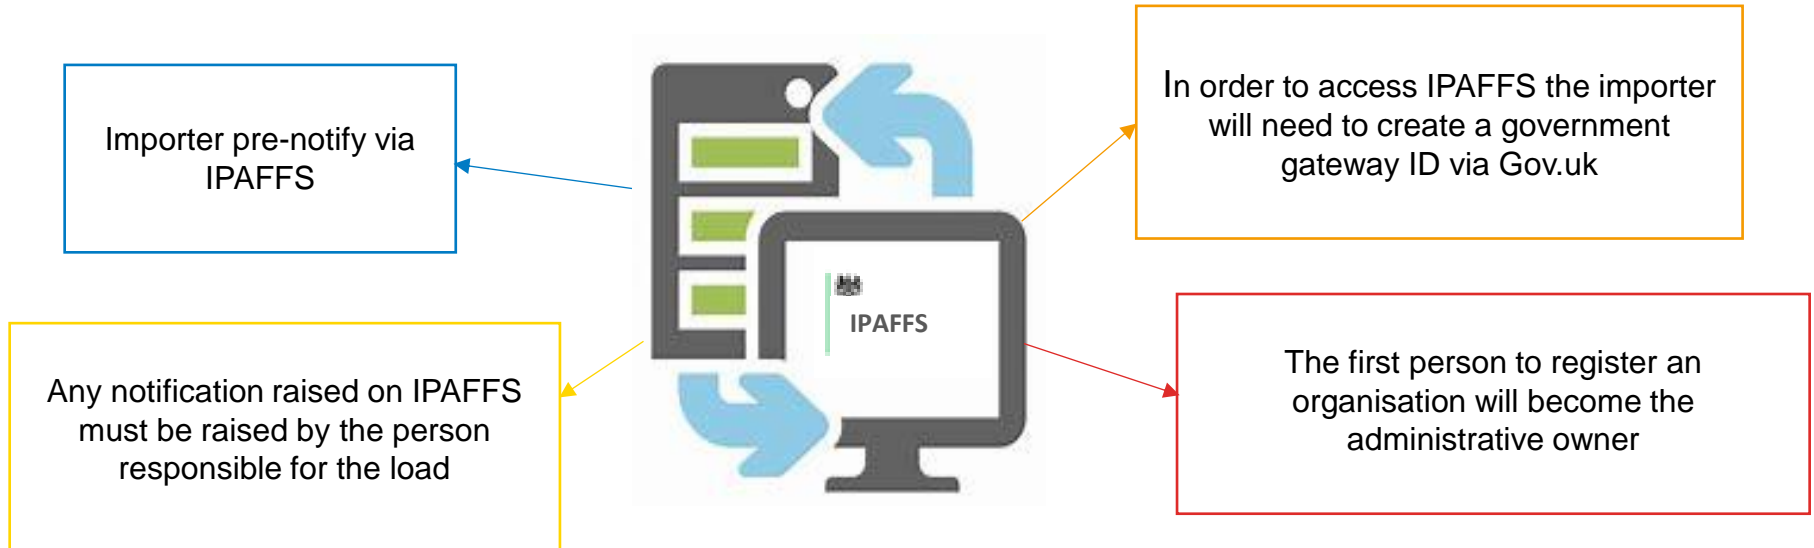 Importer pre-notify via
IPAFFS
In order to access IPAFFS the importer
will need to create a government
gateway ID via Gov.uk
IPAFFS
Any notification raised on IPAFFS
must be raised by the person
responsible for the load
The first person to register an
organisation will become the
administrative owner